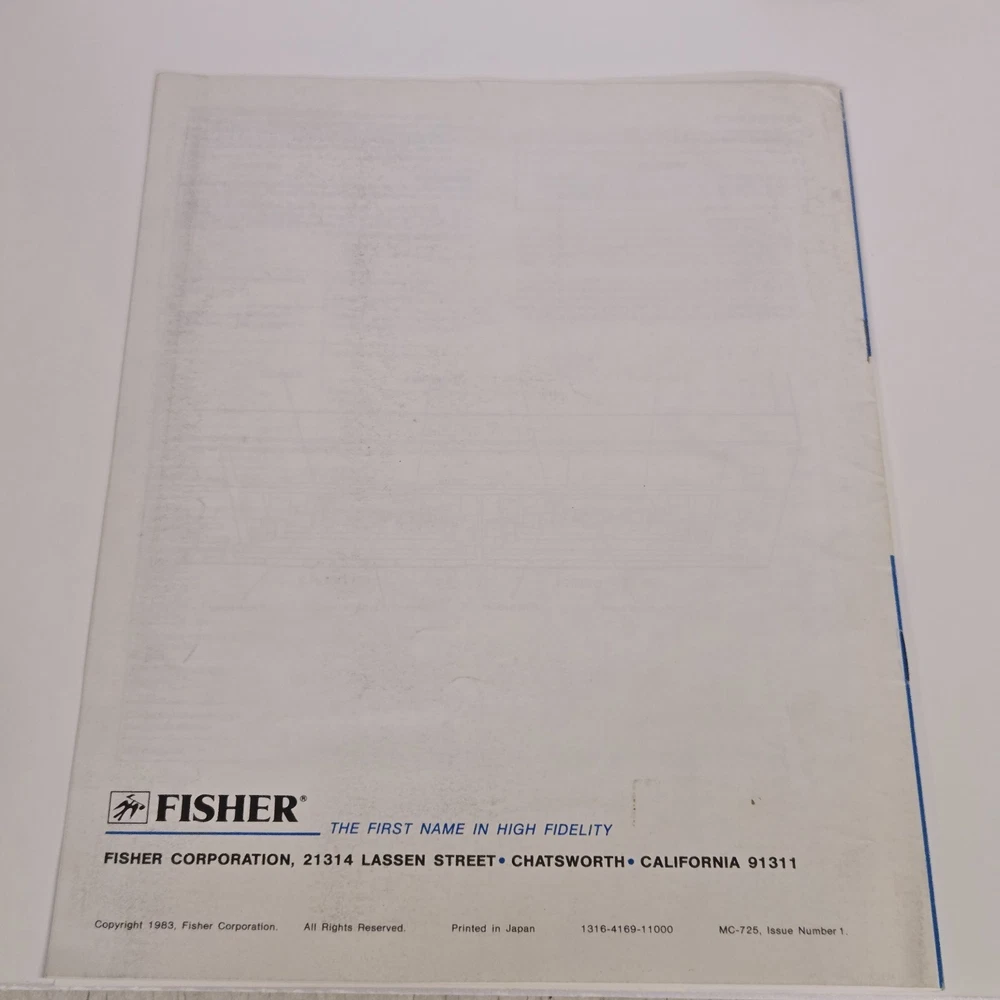 FISHER®
THE FIRST NAME IN HIGH FIDELITY
FISHER CORPORATION, 21314 LASSEN STREET • CHATSWORTH • CALIFORNIA 91311
Copyright 1983, Fisher Corporation. All Rights Reserved. Printed in Japan 1316-4169-11000 MC-725, Issue Number 1.